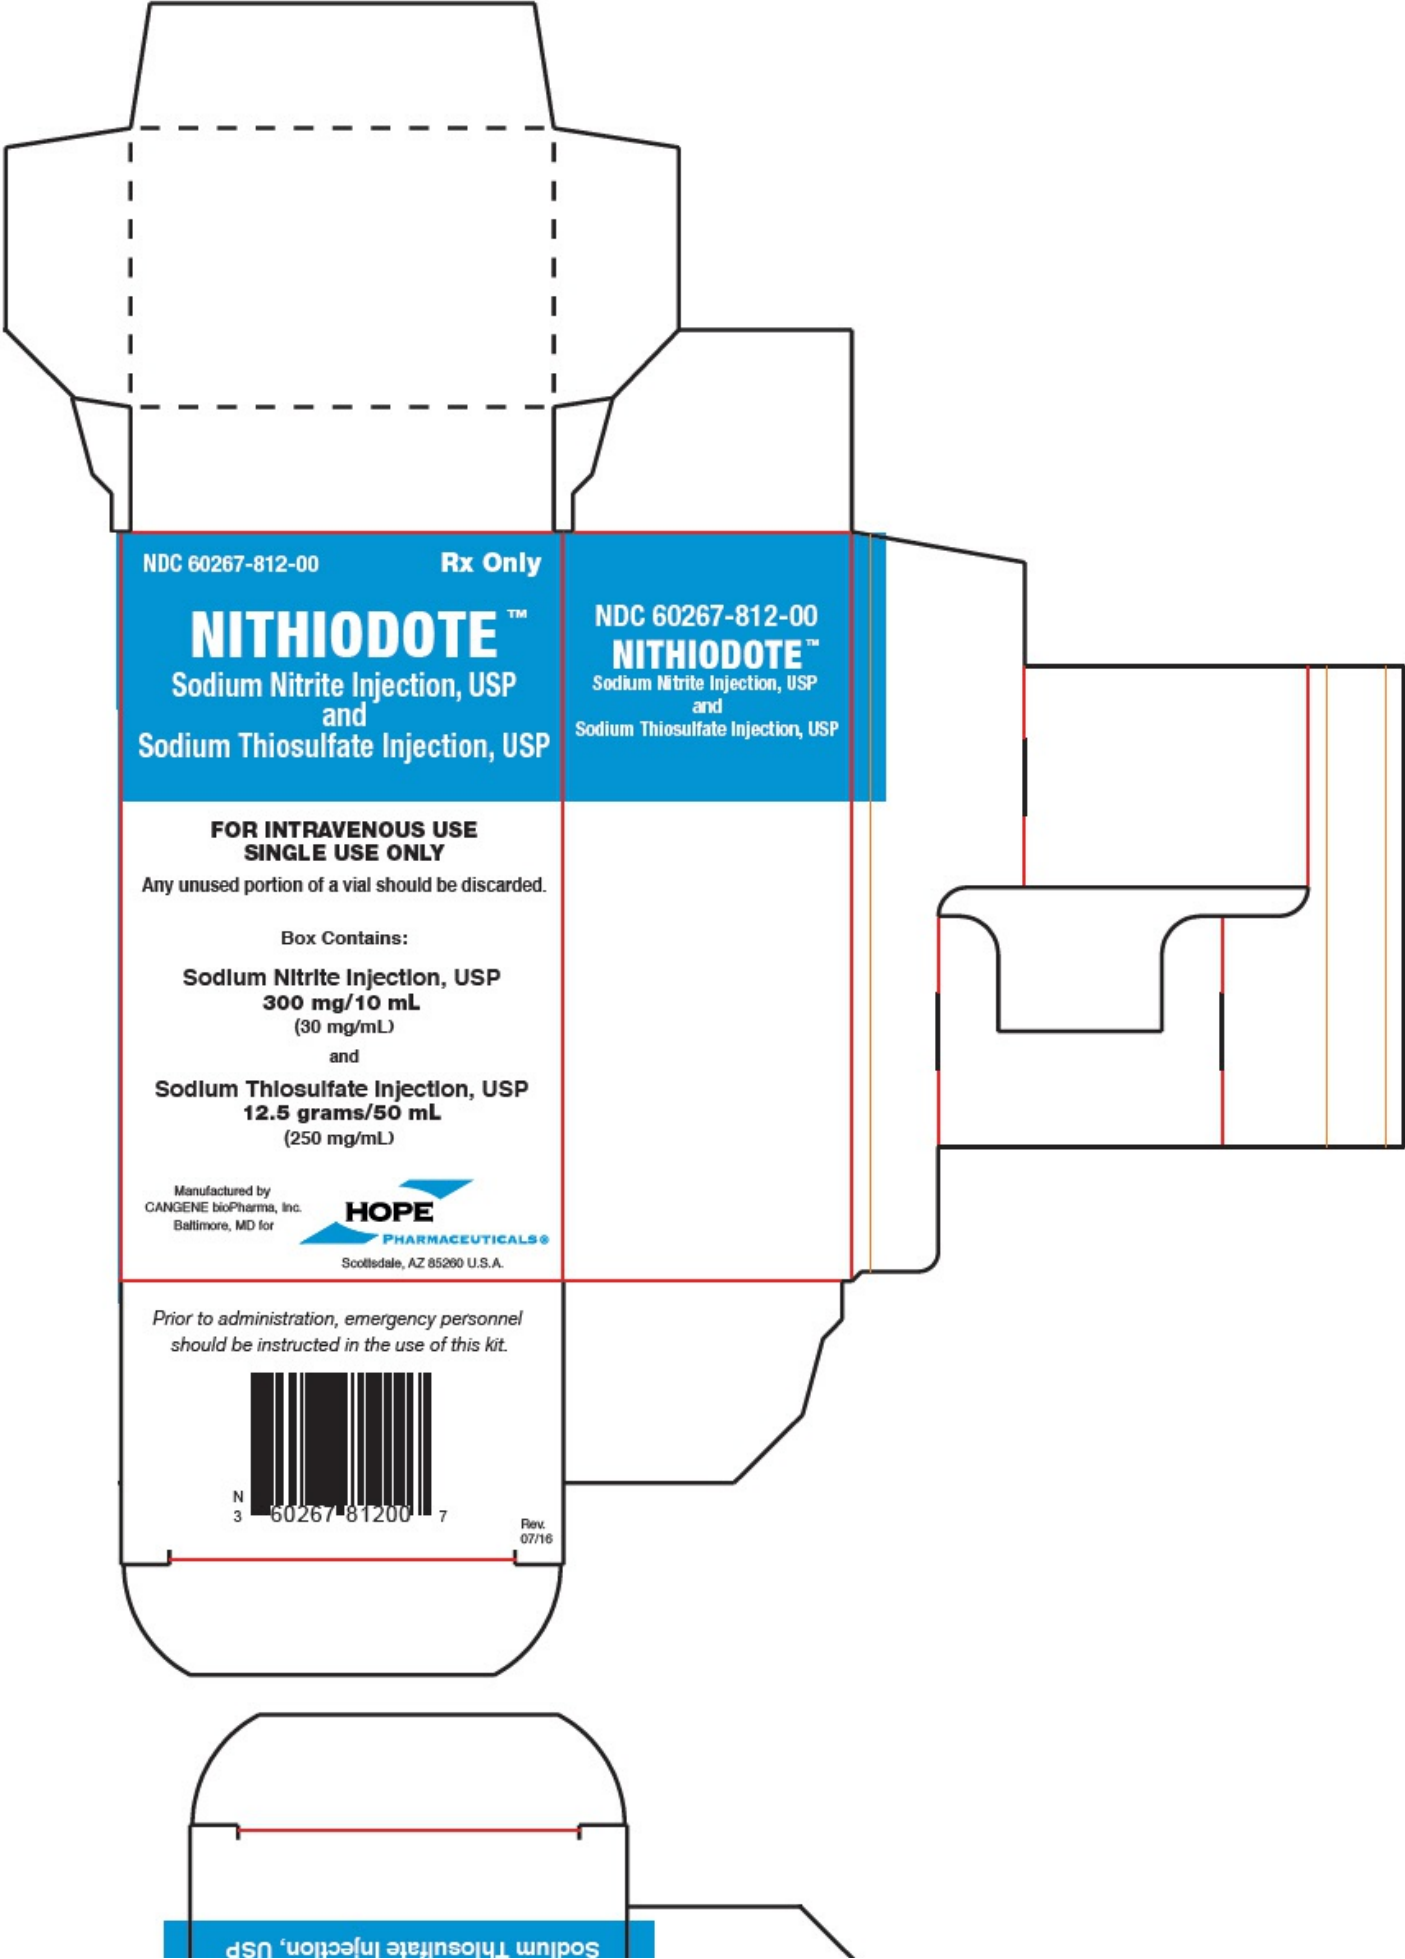 NDC 60267-812-00 Rx Only
NITHIODOTE™
Sodium Nitrite Injection, USP
and
Sodium Thiosulfate Injection, USP
NDC 60267-812-00
NITHIODOTE™
Sodium Nitrite Injection, USP
and
Sodium Thiosulfate Injection, USP
FOR INTRAVENOUS USE
SINGLE USE ONLY
Any unused portion of a vial should be discarded.
Box Contains:
Sodium Nitrite Injection, USP
300 mg/10 mL
(30 mg/mL)
and
Sodium Thiosulfate Injection, USP
12.5 grams/50 mL
(250 mg/mL)
Manufactured by
CANGENE bioPharma, Inc.
Baltimore, MD for
HOPE
PHARMACEUTICALS®
Scottsdale, AZ 85260 U.S.A.
Prior to administration, emergency personnel
should be instructed in the use of this kit.
N
3 60267 81200 7
Rev.
07/16
Sodium Thiosulfate Injection, USP